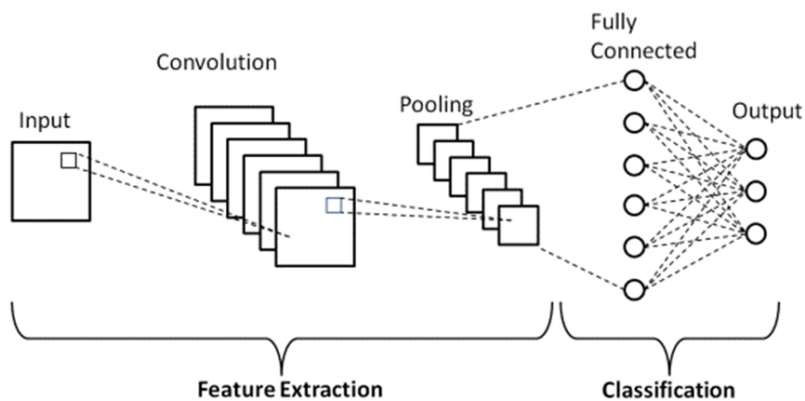 Input
Convolution
Pooling
Fully
Connected
Output
Feature Extraction
Classification